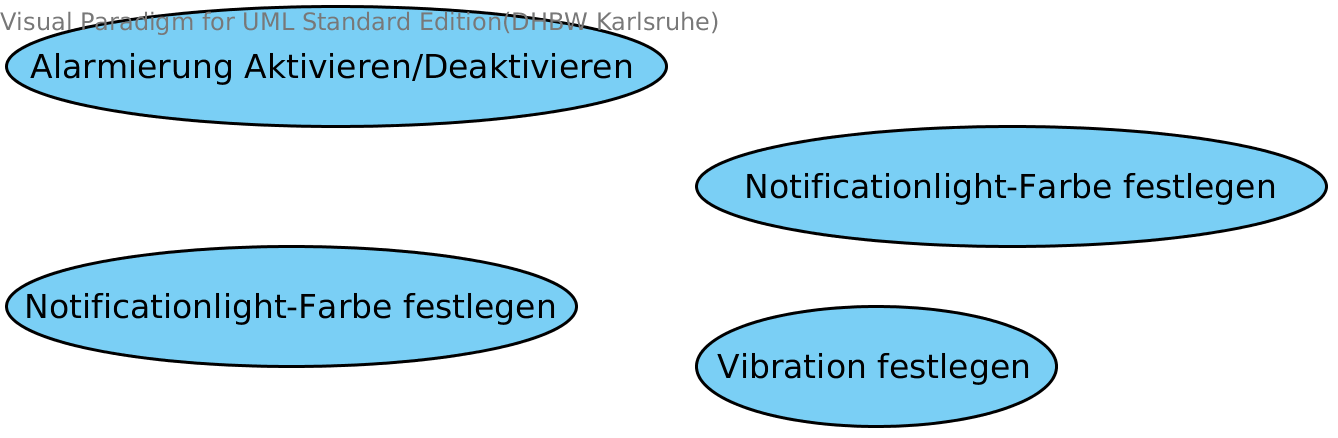 Visual Paradigm for UML Standard Edition(DHBW Karlsruhe)
Alarmierung Aktivieren/Deaktivieren
Notificationlight-Farbe festlegen
Notificationlight-Farbe festlegen
Vibration festlegen